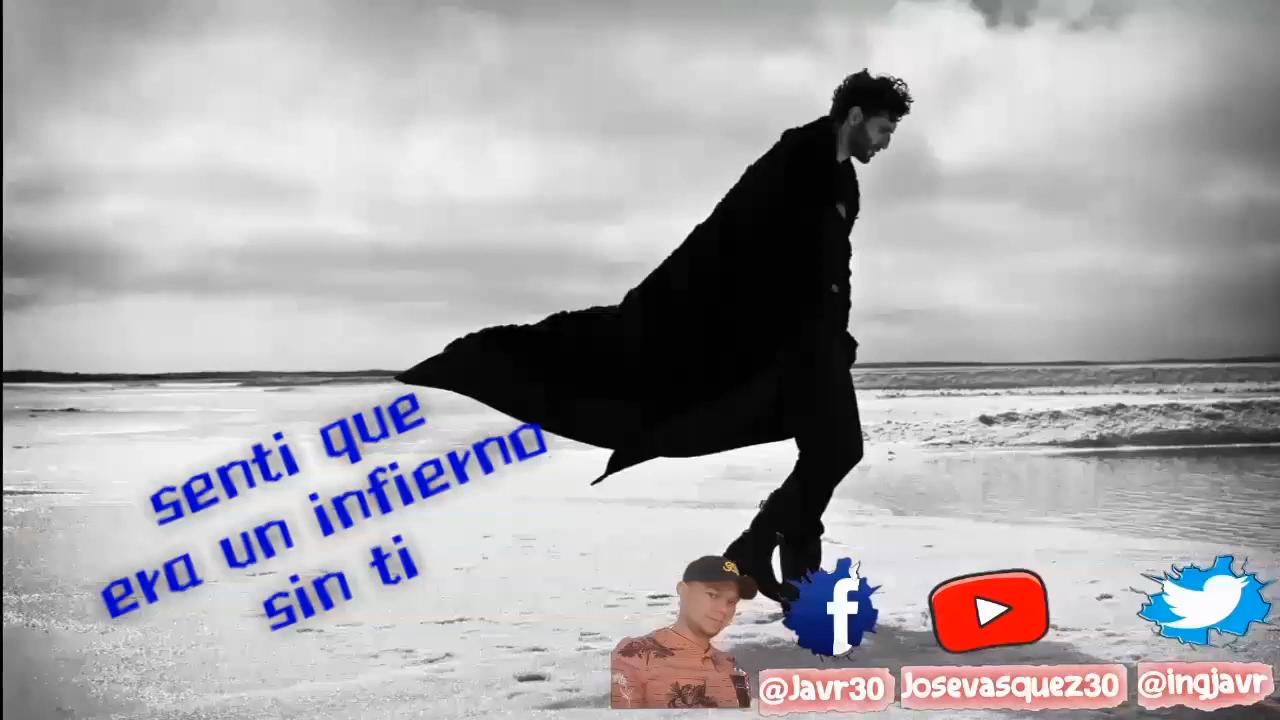 senti que
era un infierno
sin ti
@Javr30
Josevasquez30
@ingjavr